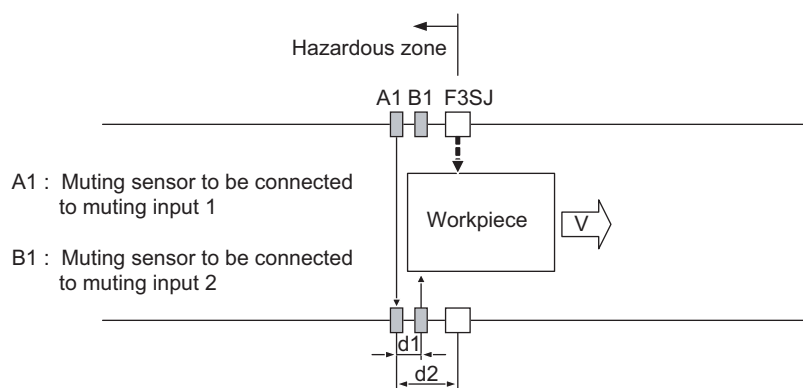 Hazardous zone
A1 B1 F3SJ
A1 : Muting sensor to be connected
to muting input 1
Workpiece
V
B1 : Muting sensor to be connected
to muting input 2
d1
d2